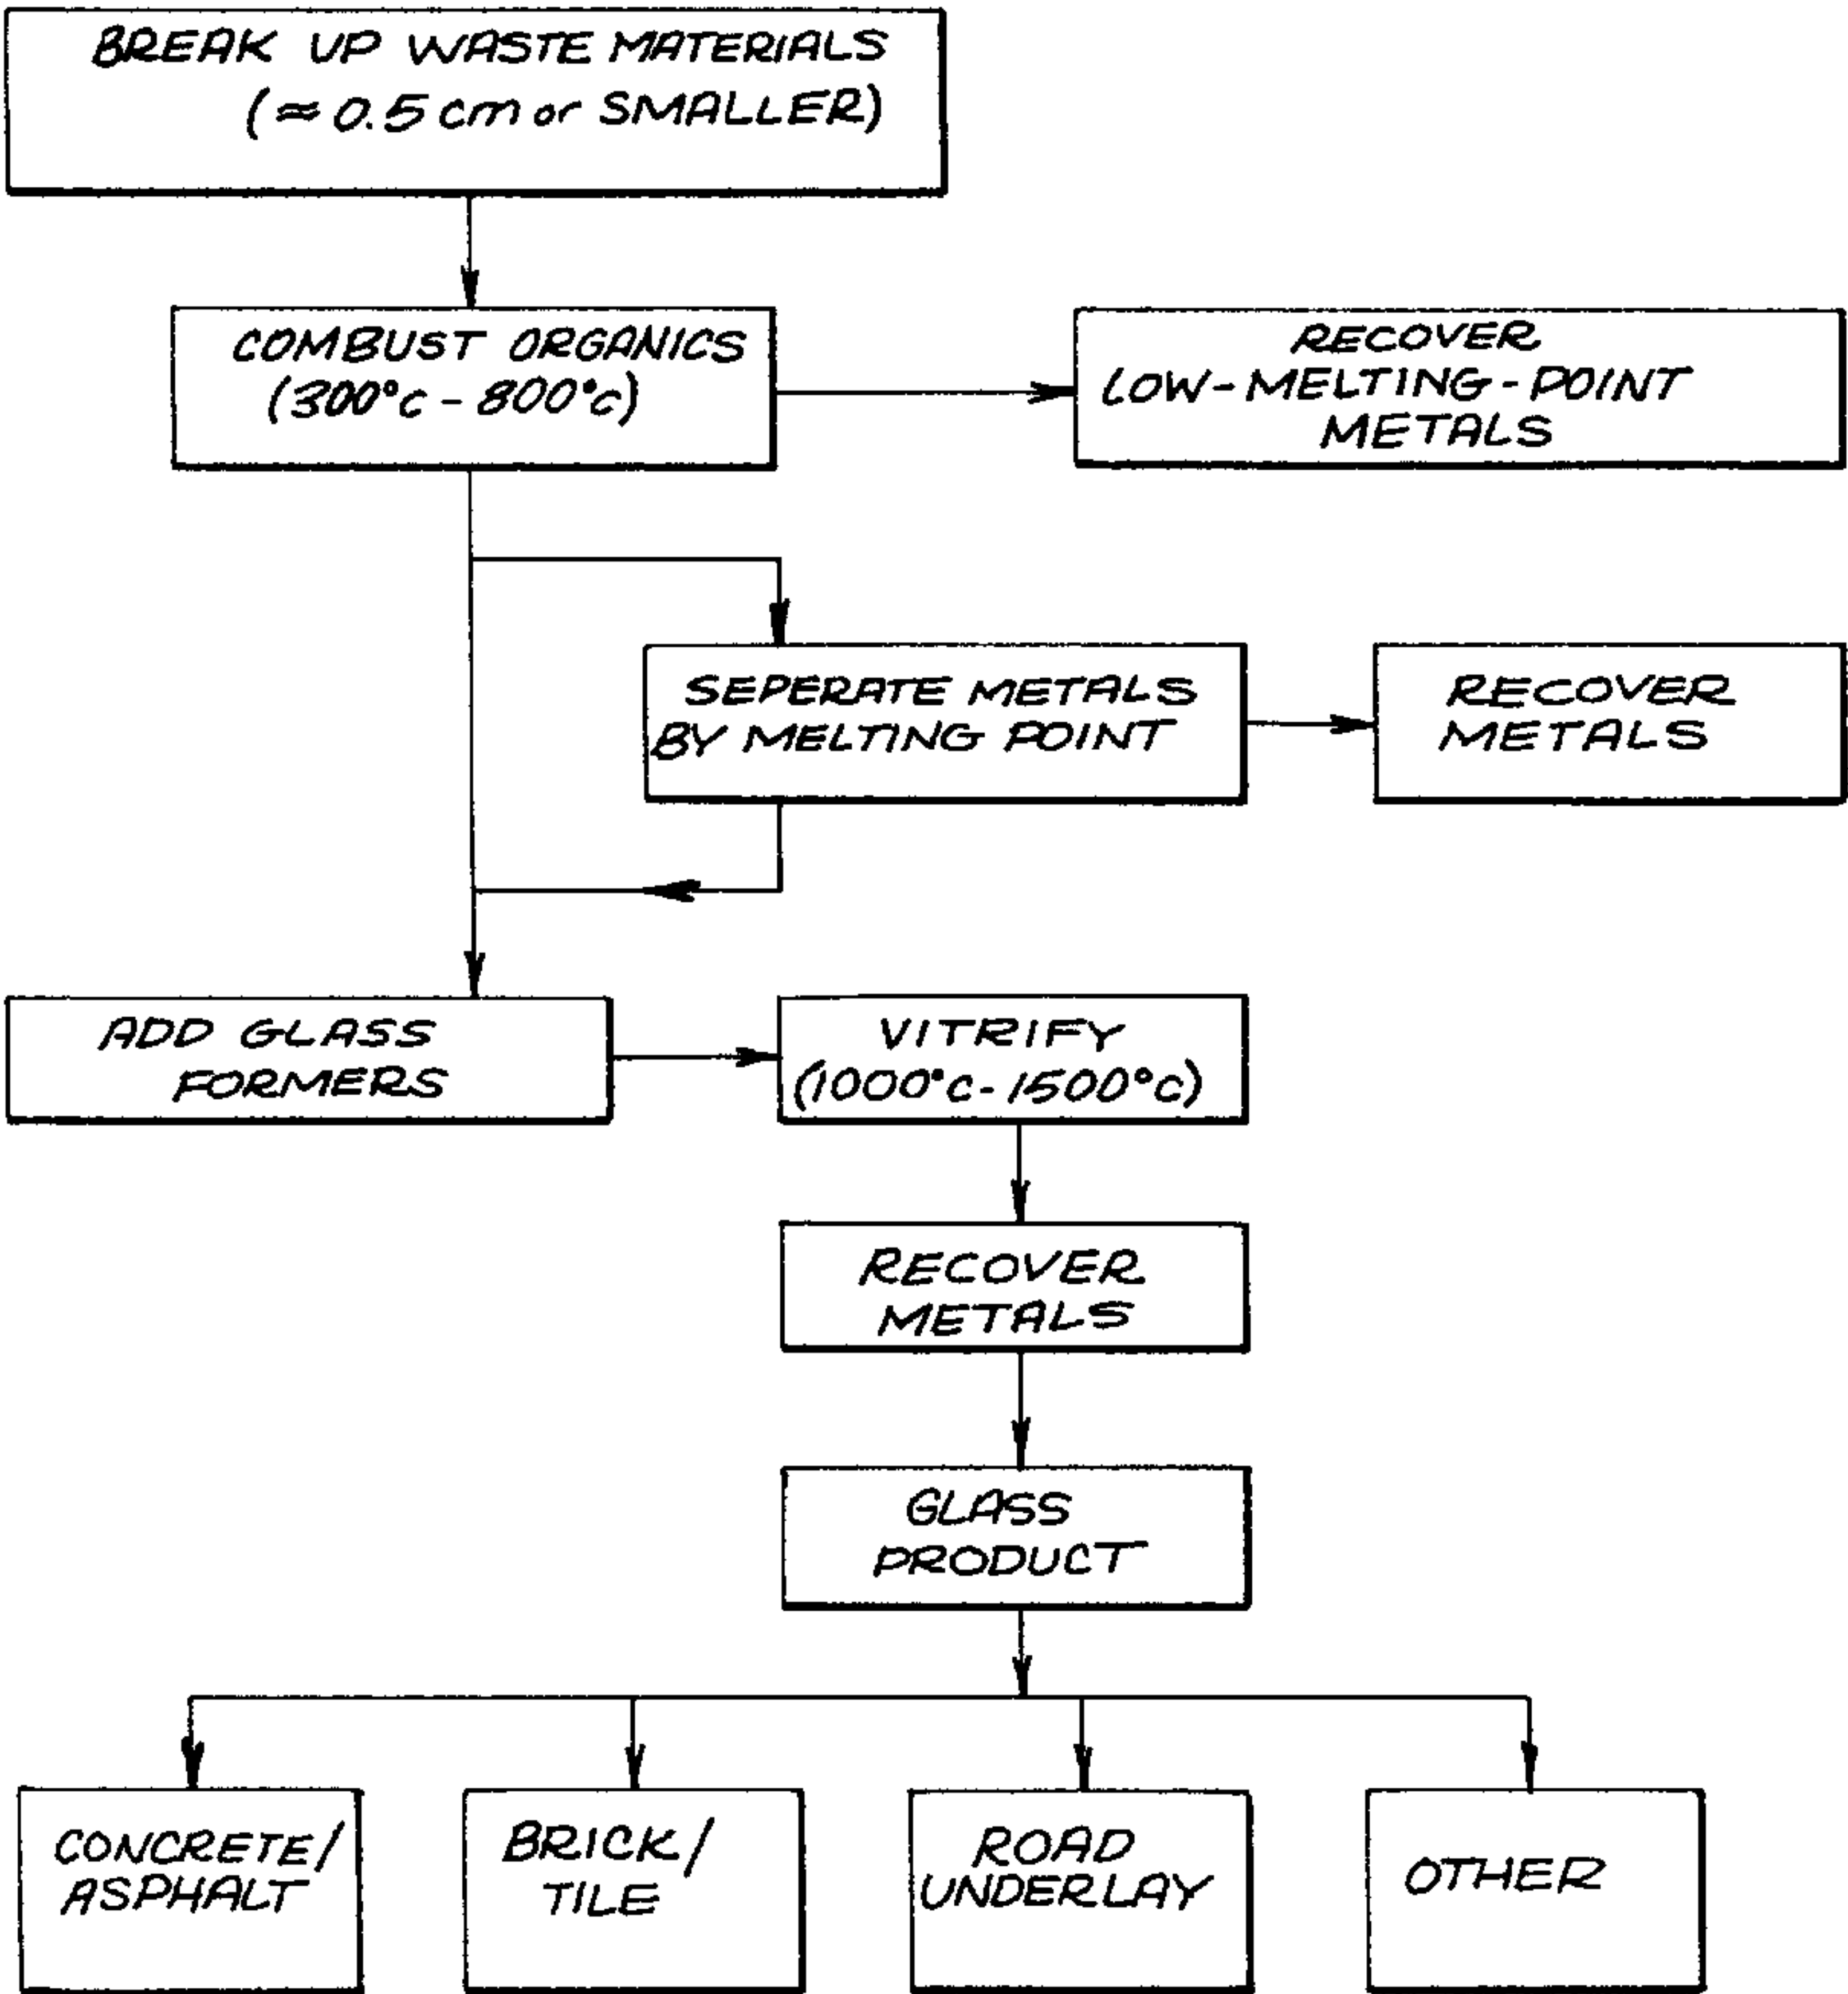 BREAK UP WASTE MATERIALS
(≈ 0.5 cm or SMALLER)
COMBUST ORGANICS
(300°c - 800°c)
RECOVER
LOW-MELTING-POINT
METALS
SEPERATE METALS
BY MELTING POINT
RECOVER
METALS
ADD GLASS
FORMERS
VITRIFY
(1000°c - 1500°c)
RECOVER
METALS
GLASS
PRODUCT
CONCRETE/
ASPHALT
BRICK/
TILE
ROAD
UNDERLAY
OTHER